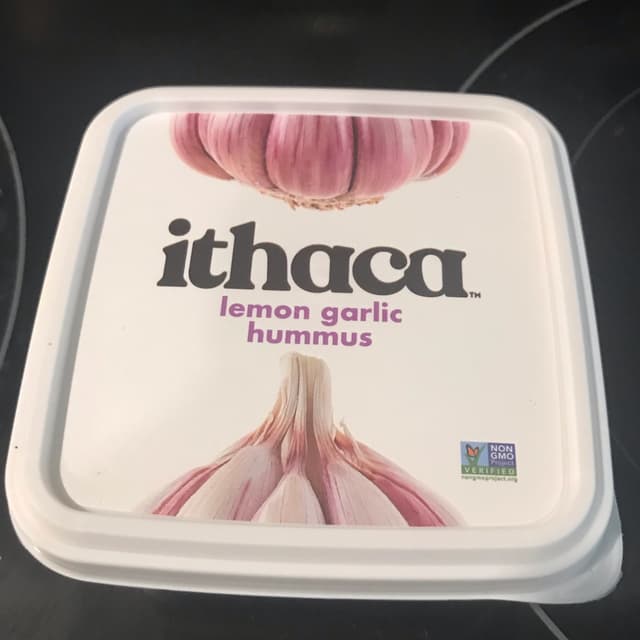 ithaca™
lemon garlic
hummus
NON
GMO
Project
VERIFIED
nongmoproject.org